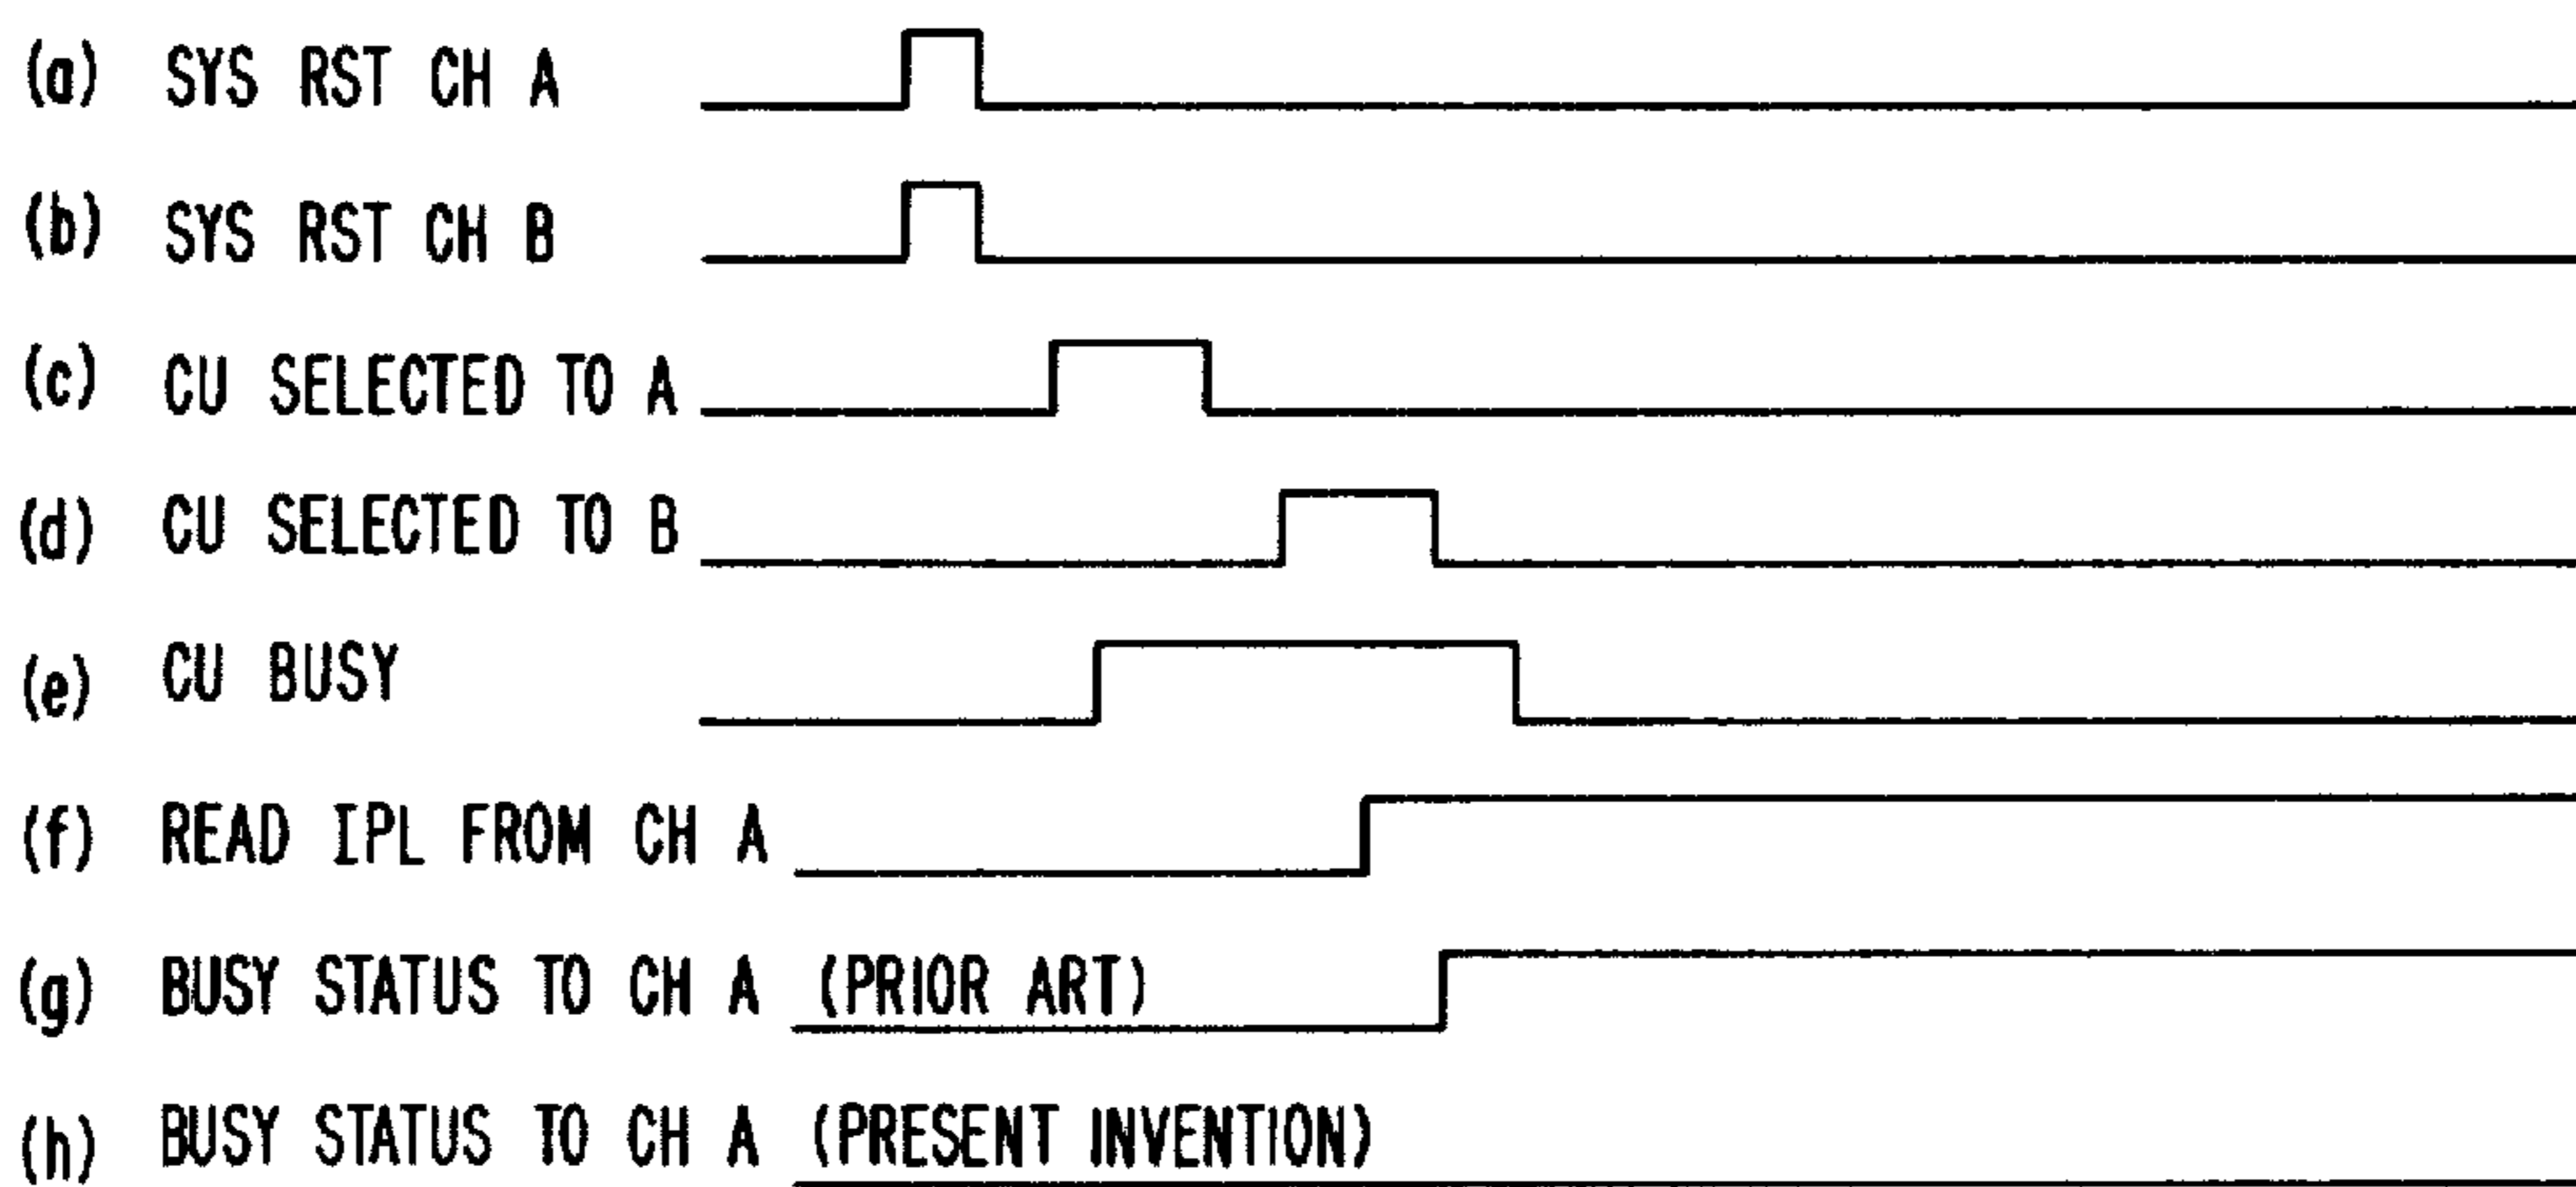 (a) SYS RST CH A
(b) SYS RST CH B
(c) CU SELECTED TO A
(d) CU SELECTED TO B
(e) CU BUSY
(f) READ IPL FROM CH A
(g) BUSY STATUS TO CH A (PRIOR ART)
(h) BUSY STATUS TO CH A (PRESENT INVENTION)